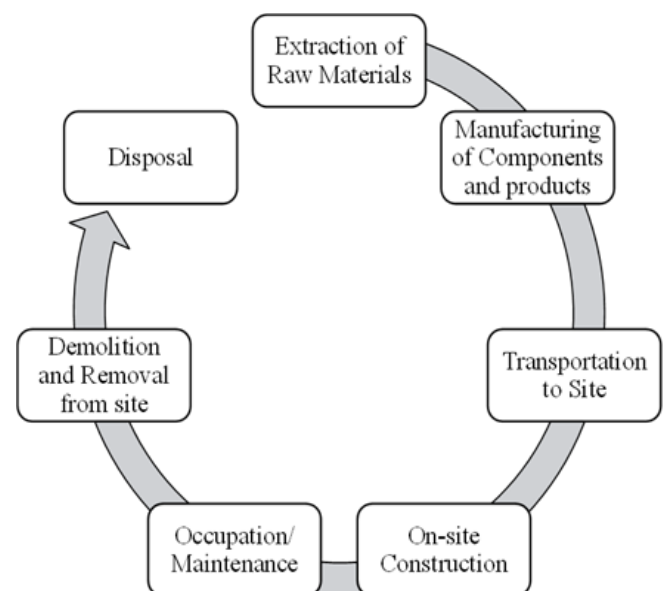 Extraction of
Raw Materials
Manufacturing
of Components
and products
Transportation
to Site
On-site
Construction
Occupation/
Maintenance
Demolition
and Removal
from site
Disposal